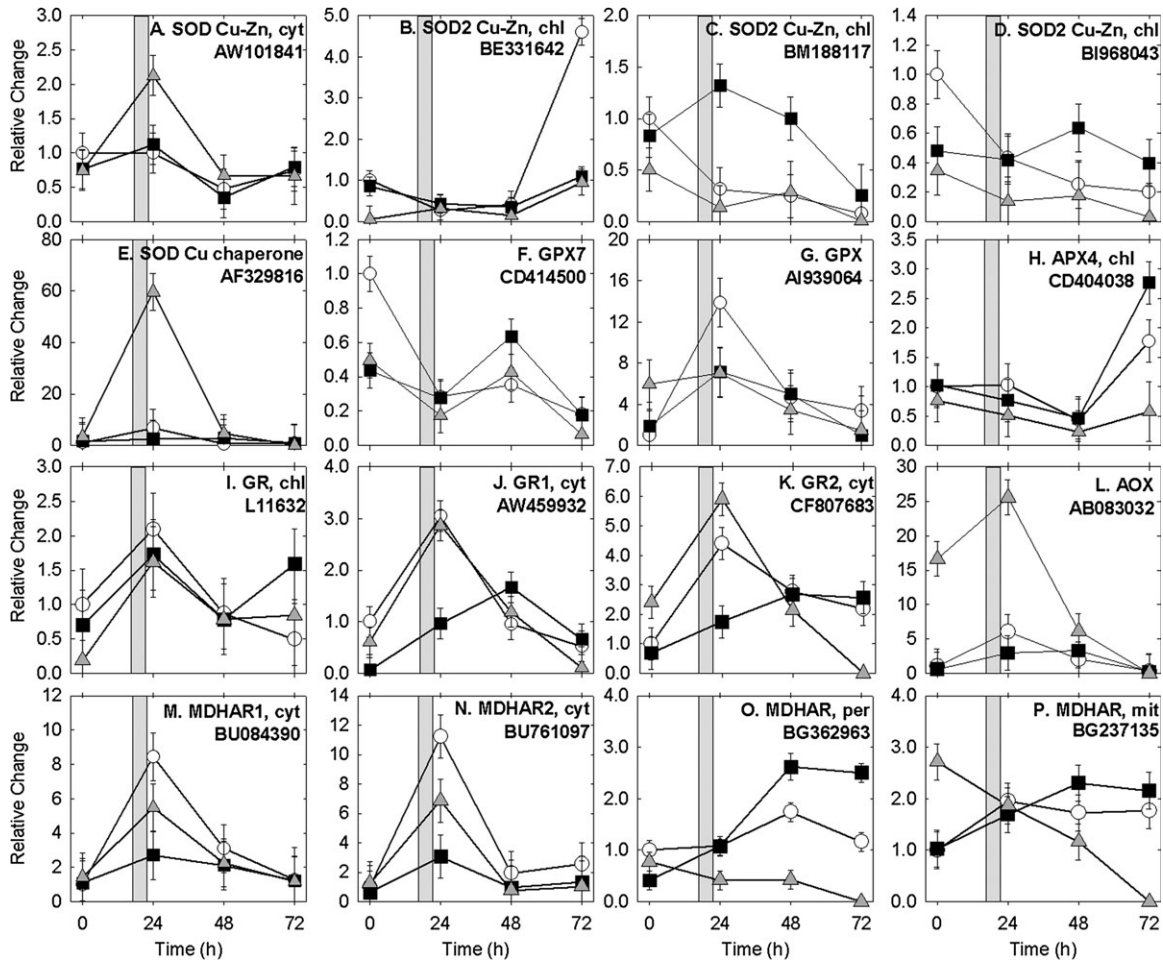 A. SOD Cu-Zn, cyt
AW101841
B. SOD2 Cu-Zn, chl
BE331642
C. SOD2 Cu-Zn, chl
BM188117
D. SOD2 Cu-Zn, chl
BI968043
Relative Change
3.0
2.5
2.0
1.5
1.0
0.5
0.0
5.0
4.0
3.0
2.0
1.0
0.0
2.0
1.5
1.0
0.5
0.0
1.4
1.2
1.0
0.8
0.6
0.4
0.2
0.0
E. SOD Cu chaperone
AF329816
F. GPX7
CD414500
G. GPX
AI939064
H. APX4, chl
CD404038
Relative Change
80
60
40
20
0
1.2
1.0
0.8
0.6
0.4
0.2
0.0
20
16
12
8
4
0
3.5
3.0
2.5
2.0
1.5
1.0
0.5
0.0
I. GR, chl
L11632
J. GR1, cyt
AW459932
K. GR2, cyt
CF807683
L. AOX
AB083032
Relative Change
3.0
2.5
2.0
1.5
1.0
0.5
0.0
4.0
3.0
2.0
1.0
0.0
7.0
6.0
5.0
4.0
3.0
2.0
1.0
0.0
30
25
20
15
10
5
0
M. MDHAR1, cyt
BU084390
N. MDHAR2, cyt
BU761097
O. MDHAR, per
BG362963
P. MDHAR, mit
BG237135
Relative Change
12
10
8
6
4
2
0
14
12
10
8
6
4
2
0
4.0
3.0
2.0
1.0
0.0
4.0
3.0
2.0
1.0
0.0
0 24 48 72
0 24 48 72
0 24 48 72
0 24 48 72
Time (h)
Time (h)
Time (h)
Time (h)